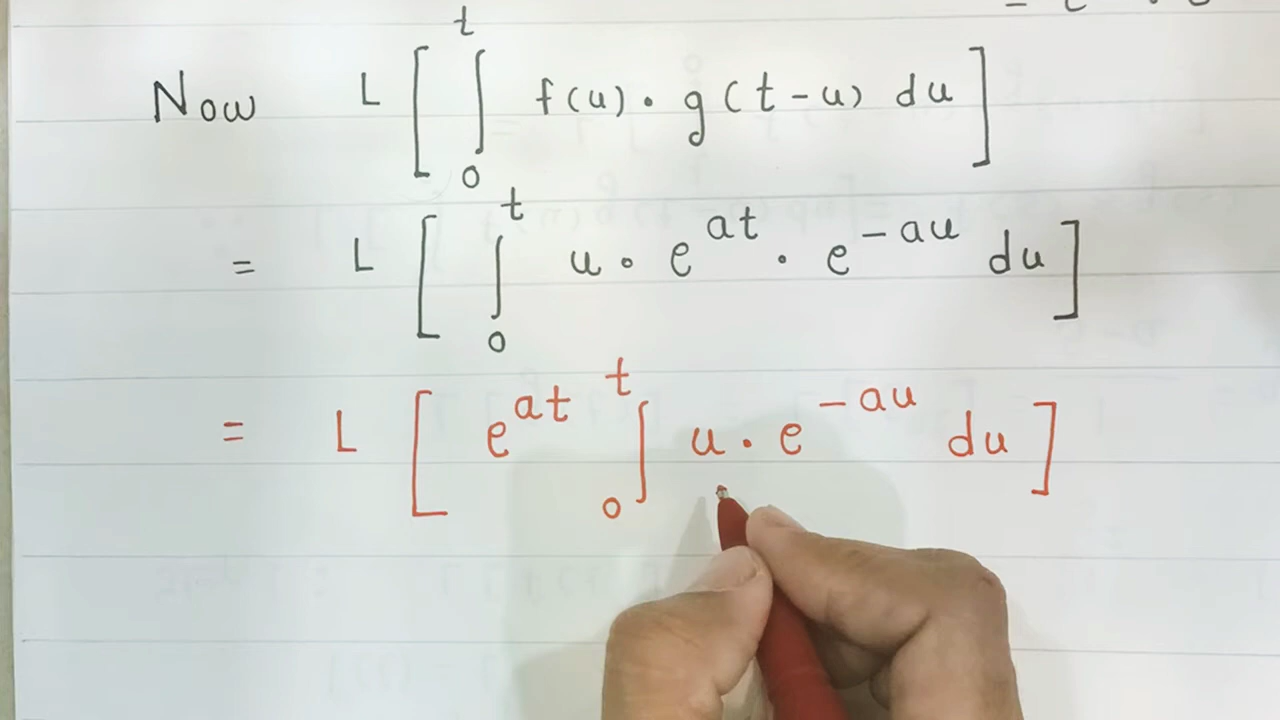 Now L [ ∫₀ᵗ f(u) · g(t-u) du ]
= L [ ∫₀ᵗ u · e^{at} · e^{-au} du ]
= L [ e^{at} ∫₀ᵗ u · e^{-au} du ]